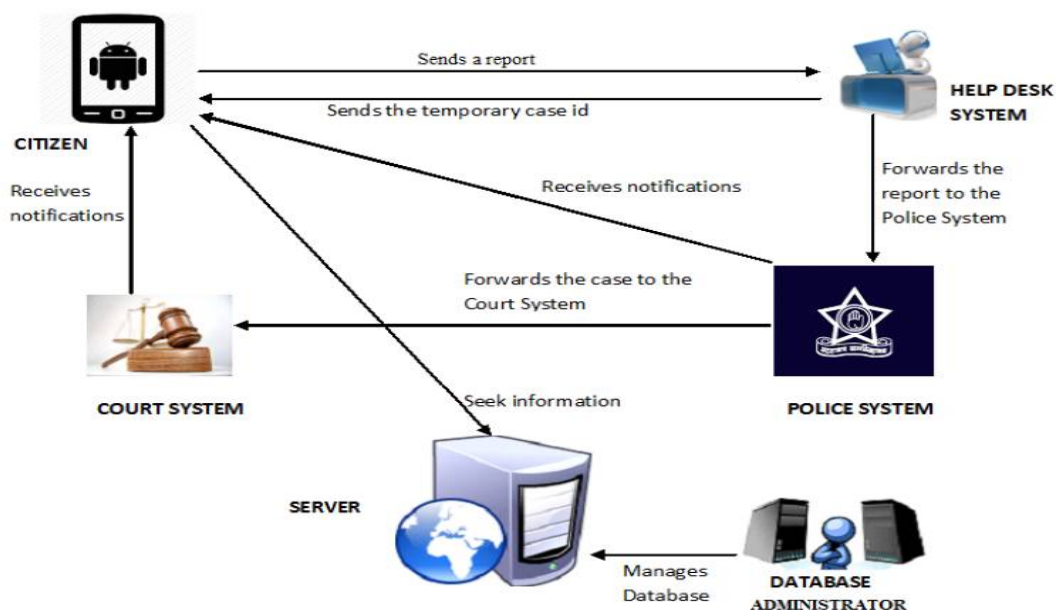 Sends a report
HELP DESK
SYSTEM
Sends the temporary case id
CITIZEN
Receives
notifications
Receives notifications
Forwards the
report to the
Police System
Forwards the case to the
Court System
COURT SYSTEM
Seek information
POLICE SYSTEM
SERVER
Manages
Database
DATABASE
ADMINISTRATOR